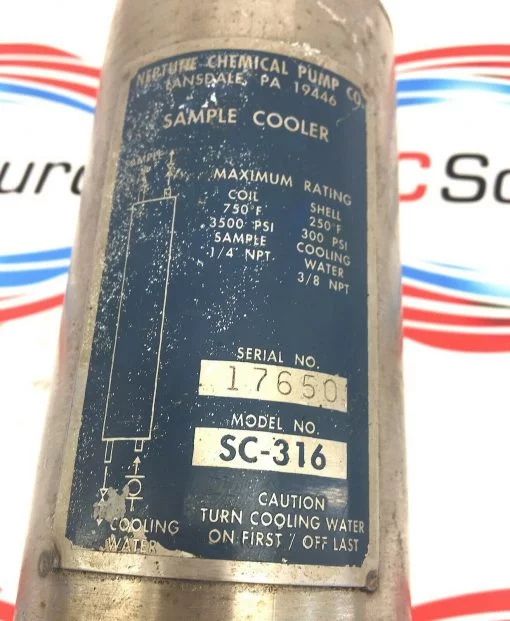 NEPTUNE CHEMICAL PUMP CO.
LANSDALE, PA 19446
SAMPLE COOLER
SAMPLE
MAXIMUM RATING
COIL
750°F
3500 PSI
SAMPLE
1/4 NPT
SHELL
250°F
300 PSI
COOLING
WATER
3/8 NPT
SERIAL NO.
17650
MODEL NO.
SC-316
CAUTION
TURN COOLING WATER
ON FIRST / OFF LAST
COOLING
WATER